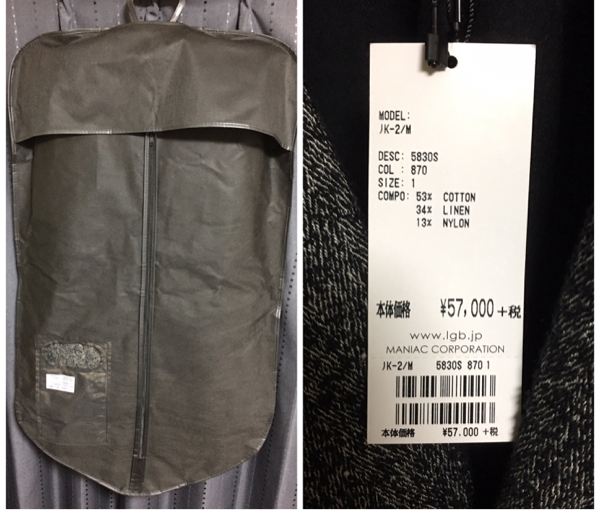 MODEL:
JK-2/M
DESC: 5830S
COL : 870
SIZE: 1
COMPO: 53% COTTON
34% LINEN
13% NYLON
本体価格 ¥57,000 +税
www.lgb.jp
MANIAC CORPORATION
JK-2/M 5830S 870 1
本体価格 ¥57.000 +税